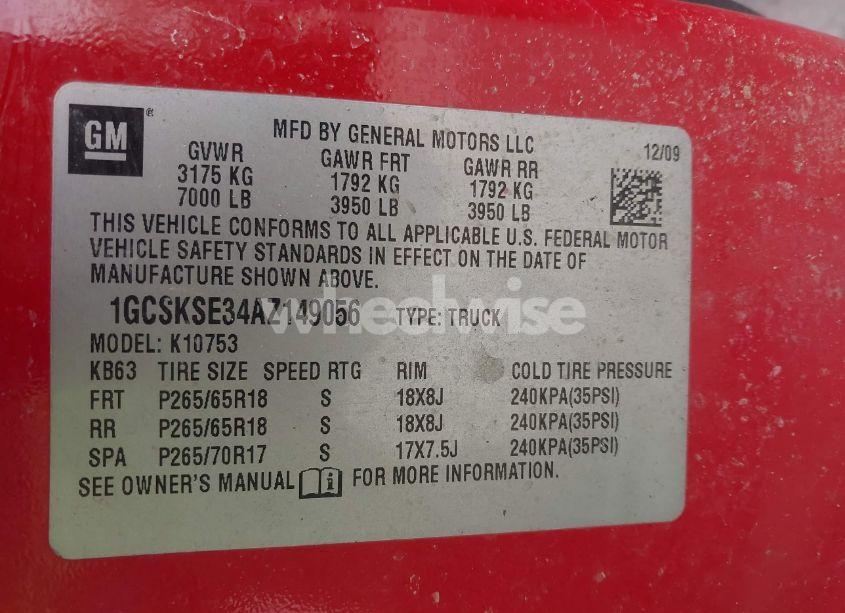 GM
MFD BY GENERAL MOTORS LLC 12/09
GVWR GAWR FRT GAWR RR
3175 KG 1792 KG 1792 KG
7000 LB 3950 LB 3950 LB
THIS VEHICLE CONFORMS TO ALL APPLICABLE U.S. FEDERAL MOTOR
VEHICLE SAFETY STANDARDS IN EFFECT ON THE DATE OF
MANUFACTURE SHOWN ABOVE.
1GCSKSE34AZ149056 TYPE: TRUCK
wheelwise
MODEL: K10753
KB63 TIRE SIZE SPEED RTG RIM COLD TIRE PRESSURE
FRT P265/65R18 S 18X8J 240KPA(35PSI)
RR P265/65R18 S 18X8J 240KPA(35PSI)
SPA P265/70R17 S 17X7.5J 240KPA(35PSI)
SEE OWNER'S MANUAL FOR MORE INFORMATION.